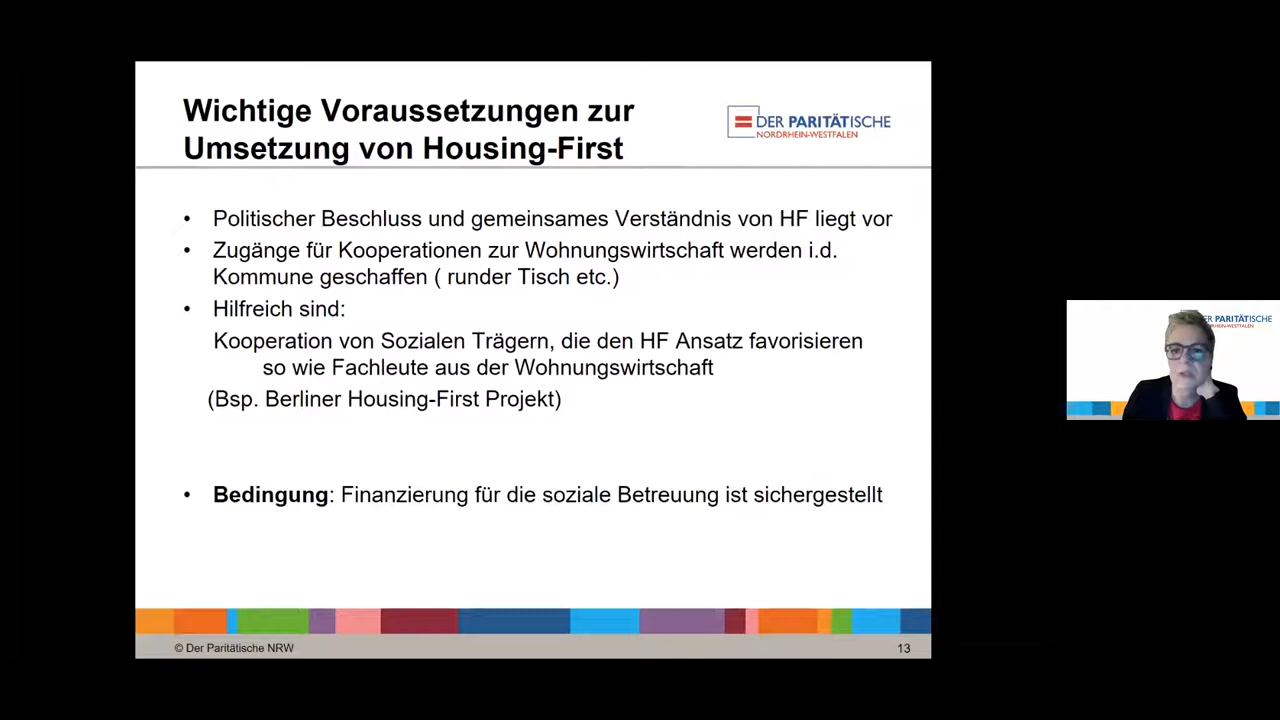 Wichtige Voraussetzungen zur
Umsetzung von Housing-First
DER PARITÄTISCHE
NORDRHEIN-WESTFALEN
• Politischer Beschluss und gemeinsames Verständnis von HF liegt vor
• Zugänge für Kooperationen zur Wohnungswirtschaft werden i.d.
Kommune geschaffen ( runder Tisch etc.)
• Hilfreich sind:
Kooperation von Sozialen Trägern, die den HF Ansatz favorisieren
so wie Fachleute aus der Wohnungswirtschaft
(Bsp. Berliner Housing-First Projekt)
• Bedingung: Finanzierung für die soziale Betreuung ist sichergestellt
© Der Paritätische NRW
13
PARITÄTISCHE